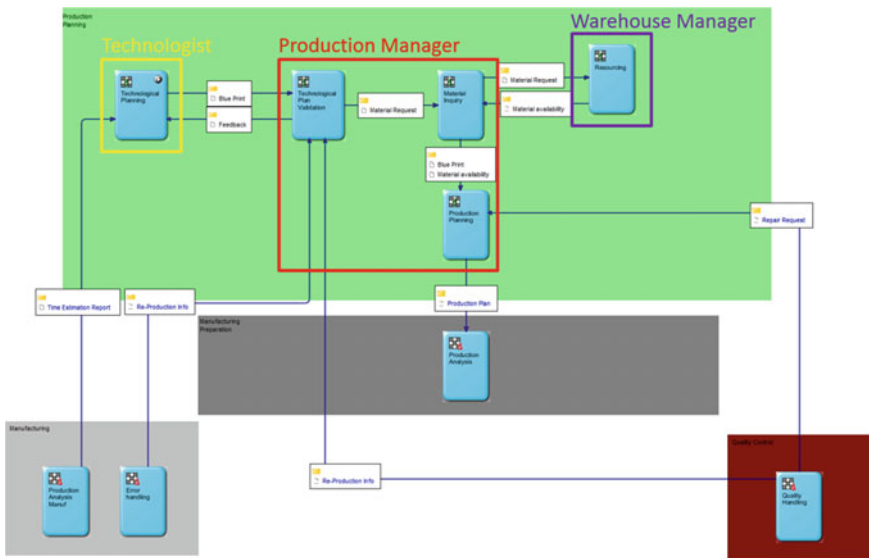 Production
Planning
Technologist
Production Manager
Warehouse Manager
Technological
Planning
Blue Print
Feedback
Technological
Plan
Validation
Material Request
Material
Inquiry
Material Request
Material availability
Resourcing
Blue Print
Material availability
Production
Planning
Repair Request
Time Estimation Report
Re-Production Info
Production Plan
Manufacturing
Preparation
Production
Analysis
Manufacturing
Production
Analysis
Manuf
Error
handling
Re-Production Info
Quality Control
Quality
Handling